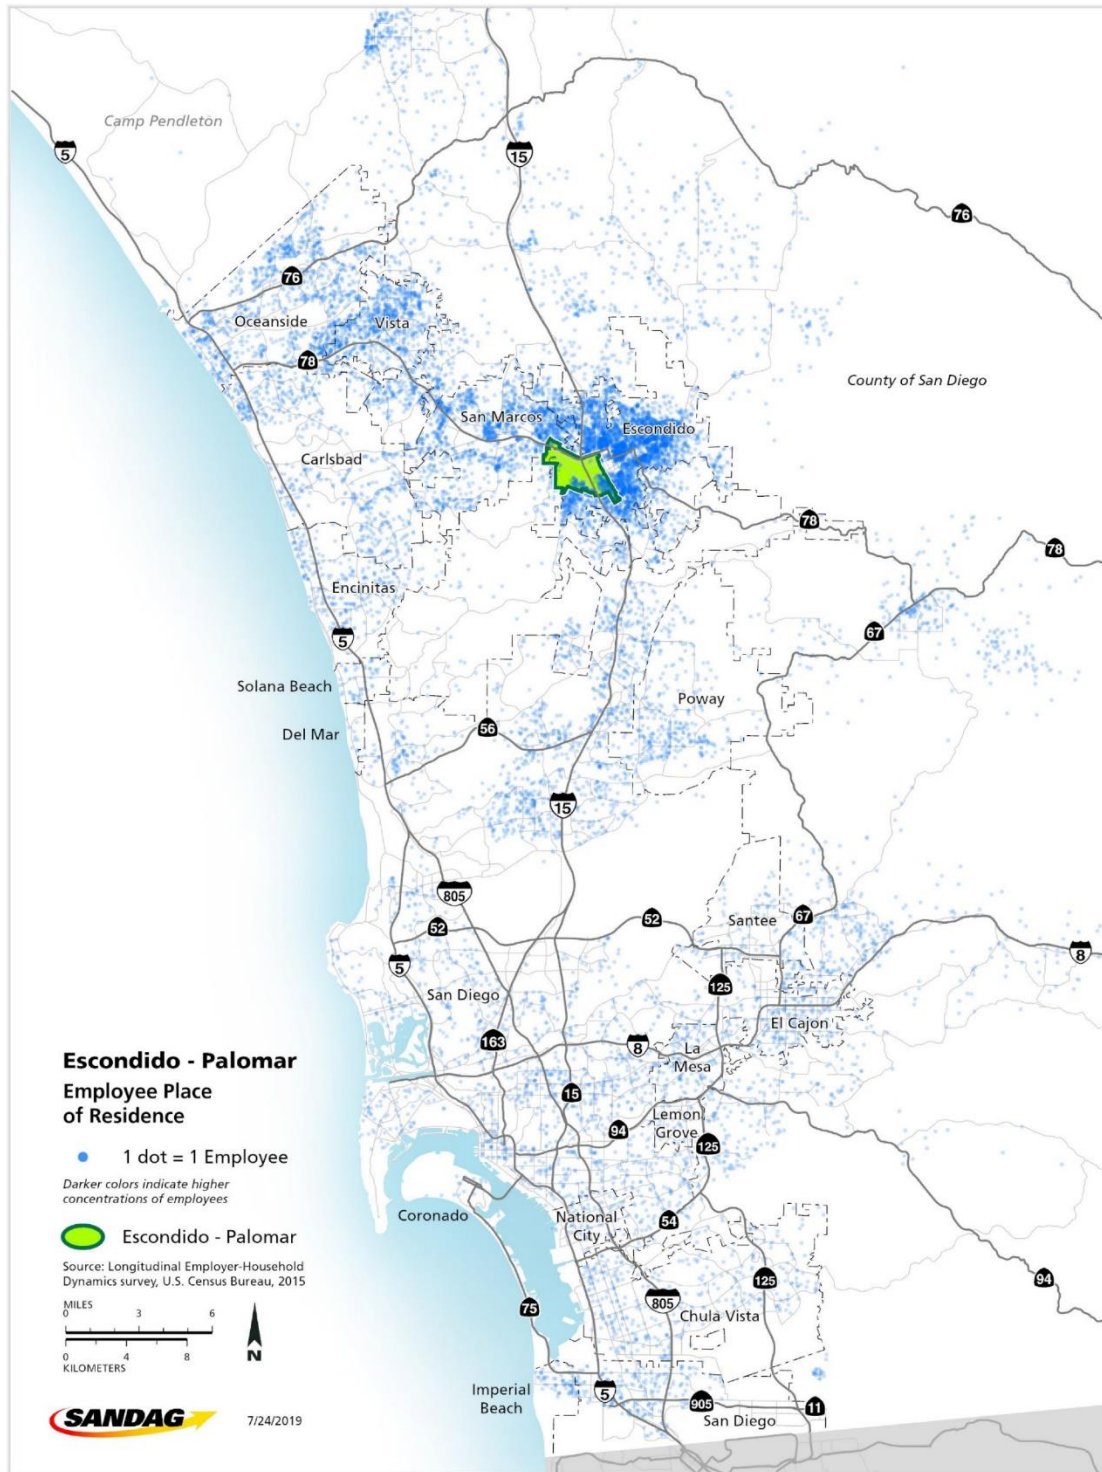 Camp Pendleton
5
15
76
76
Oceanside
Vista
78
County of San Diego
San Marcos
Escondido
Carlsbad
78
78
Encinitas
67
5
Solana Beach
Poway
Del Mar
56
15
805
Santee
67
52
52
8
5
125
San Diego
El Cajon
163
8
La
Mesa
15
Lemon
Grove
94
125
Coronado
National
City
54
125
94
75
805
Chula Vista
Imperial
Beach
5
905
11
San Diego
Escondido - Palomar
Employee Place
of Residence
1 dot = 1 Employee
Darker colors indicate higher
concentrations of employees
Escondido - Palomar
Source: Longitudinal Employer-Household
Dynamics survey, U.S. Census Bureau, 2015
MILES
0 3 6
0 4 8
KILOMETERS
N
SANDAG
7/24/2019